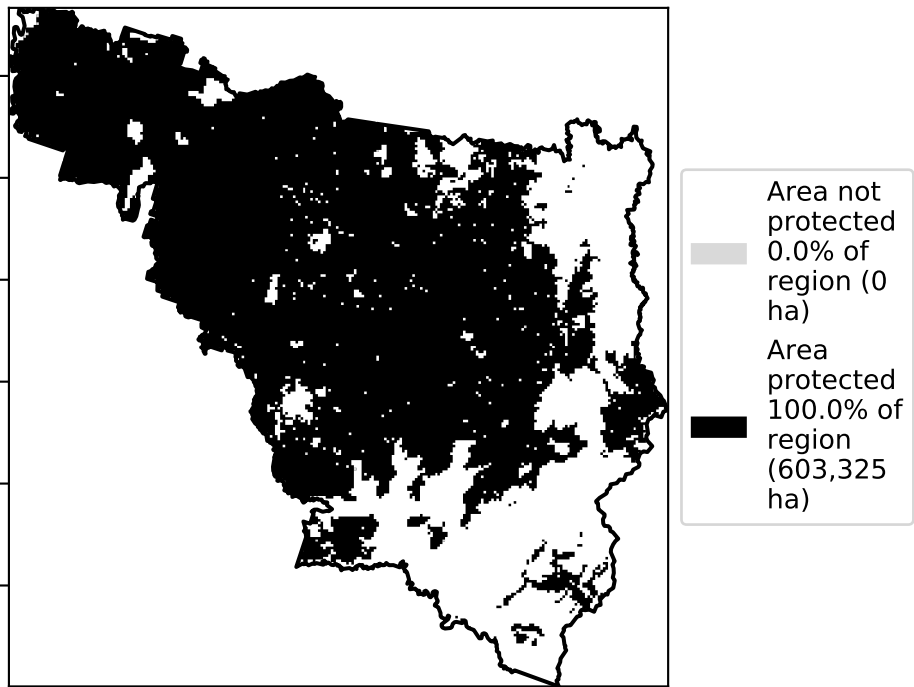 Area not
protected
0.0% of
region (0
ha)
Area
protected
100.0% of
region
(603,325
ha)